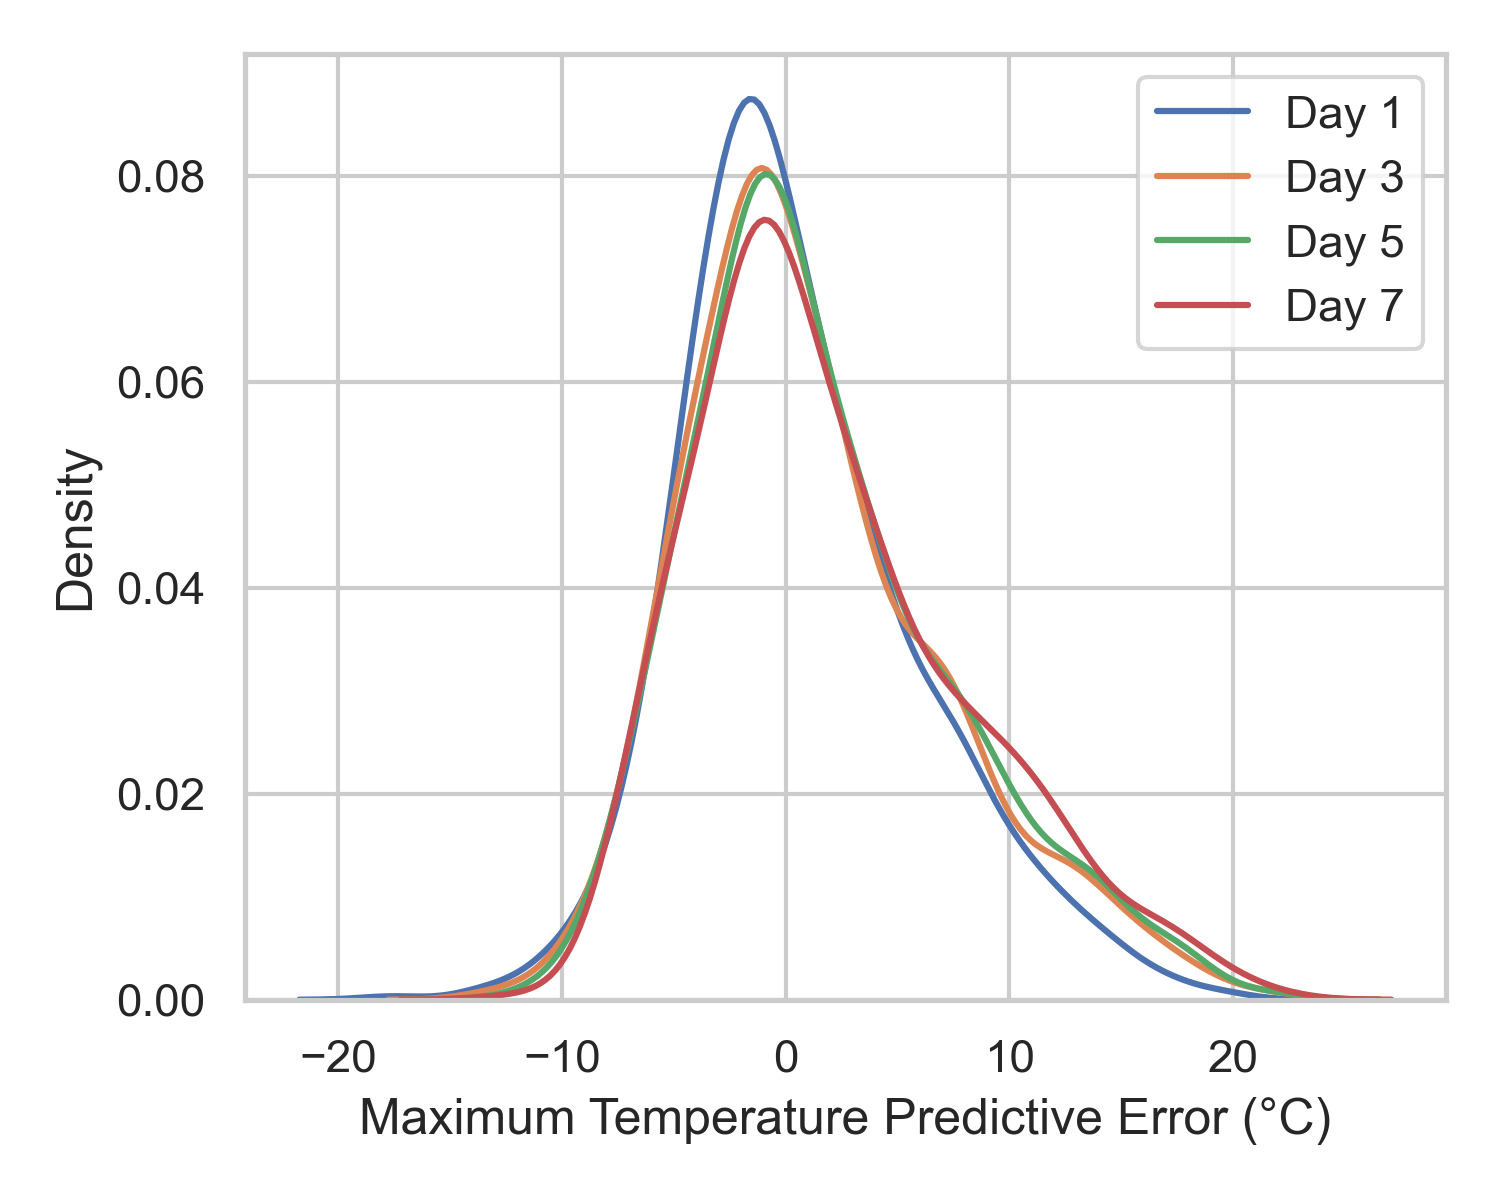 Day 1
Day 3
Day 5
Day 7
0.08
0.06
0.04
0.02
0.00
Density
−20 −10 0 10 20
Maximum Temperature Predictive Error (°C)